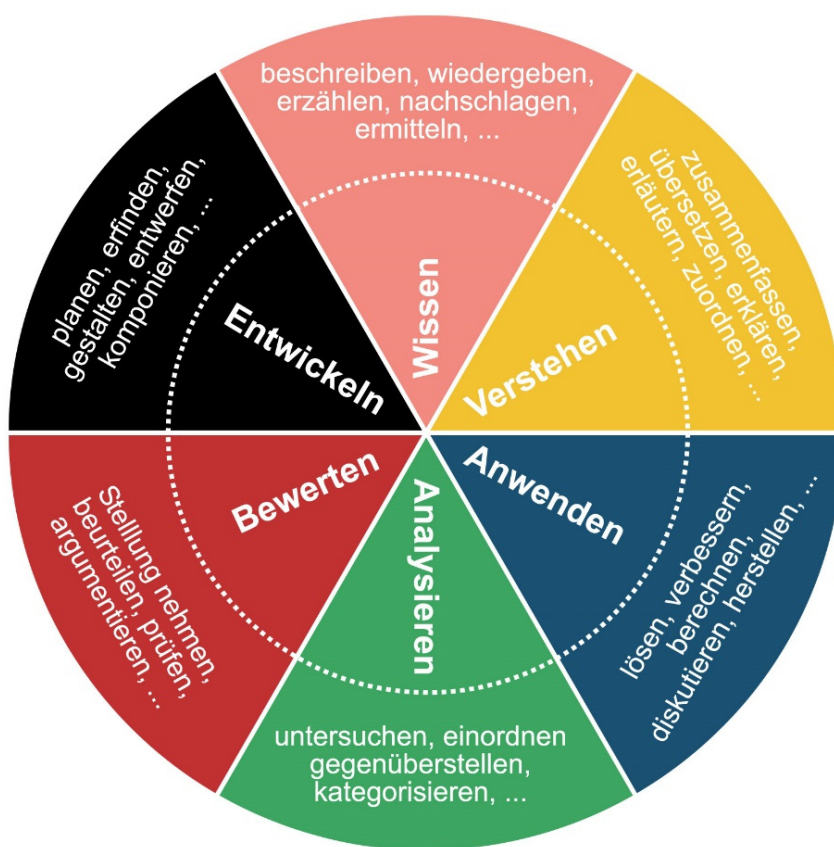 beschreiben, wiedergeben,
erzählen, nachschlagen,
ermitteln, ...
Wissen
zusammenfassen,
übersetzen, erklären,
erläutern, zuordnen, ...
Verstehen
lösen, verbessern,
berechnen,
diskutieren, herstellen, ...
Anwenden
Analysieren
untersuchen, einordnen
gegenüberstellen,
kategorisieren, ...
Bewerten
Stelllung nehmen,
beurteilen, prüfen,
argumentieren, ...
Entwickeln
planen, erfinden,
gestalten, entwerfen,
komponieren, ...